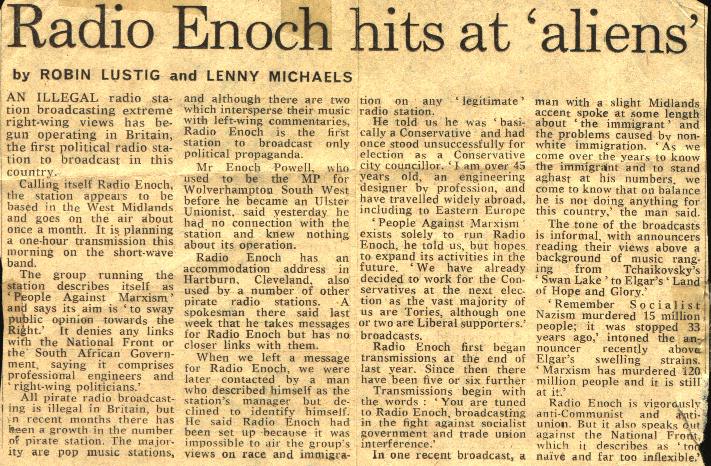 Radio Enoch hits at ‘aliens’
by ROBIN LUSTIG and LENNY MICHAELS
AN ILLEGAL radio sta-
tion broadcasting extreme
right-wing views has be-
gun operating in Britain,
the first political radio sta-
tion to broadcast in this
country.
Calling itself Radio Enoch,
the station appears to be
based in the West Midlands
and goes on the air about
once a month. It is planning
a one-hour transmission this
morning on the short-wave
band.
The group running the
station describes itself as
‘People Against Marxism’
and says its aim is ‘to sway
public opinion towards the
Right.’ It denies any links
with the National Front or
the South African Govern-
ment, saying it comprises
professional engineers and
‘right-wing politicians.’
All pirate radio broadcast-
ing is illegal in Britain, but
in recent months there has
been a growth in the number
of pirate station. The major-
ity are pop music stations,
and although there are two
which intersperse their music
with left-wing commentaries,
Radio Enoch is the first
station to broadcast only
political propaganda.
Mr Enoch Powell, who
used to be the MP for
Wolverhampton South West
before he became an Ulster
Unionist, said yesterday he
had no connection with the
station and knew nothing
about its operation.
Radio Enoch has an
accommodation address in
Hartburn, Cleveland, also
used by a number of other
pirate radio stations. A
spokesman there said last
week that he takes messages
for Radio Enoch but has no
closer links with them.
When we left a message
for Radio Enoch, we were
later contacted by a man
who described himself as the
station's manager but de-
clined to identify himself.
He said Radio Enoch had
been set up because it was
impossible to air the group's
views on race and immigra-
tion on any ‘legitimate’
radio station.
He told us he was ‘basi-
cally a Conservative’ and had
once stood unsuccessfully for
election as a Conservative
city councillor. ‘I am over 45
years old, an engineering
designer by profession, and
have travelled widely abroad,
including to Eastern Europe
‘People Against Marxism’
exists solely to run Radio
Enoch, he told us, but hopes
to expand its activities in the
future. ‘We have already
decided to work for the Con-
servatives at the next elec-
tion as the vast majority of
us are Tories, although one
or two are Liberal supporters.’
broadcasts.
Radio Enoch first began
transmissions at the end of
last year. Since then there
have been five or six further
Transmissions begin with
the words: ‘You are tuned
to Radio Enoch, broadcasting
in the fight against socialist
government and trade union
interference.’
In one recent broadcast, a
man with a slight Midlands
accent spoke at some length
about ‘the immigrant’ and
the problems caused by non-
white immigration. ‘As we
come over the years to know
the immigrant and to stand
aghast at his numbers, we
come to know that on balance
he is not doing anything for
this country,’ the man said.
The tone of the broadcasts
is informal, with announcers
reading their views above a
background of music rang-
ing from Tchaikovsky's
‘Swan Lake’ to Elgar's ‘Land
of Hope and Glory.’
‘Remember Socialist
Nazism murdered 15 million
people; it was stopped 33
years ago,’ intoned the an-
nouncer recently above
Elgar's swelling strains.
‘Marxism has murdered 120
million people and it is still
at it.’
Radio Enoch is vigorously
anti-Communist and anti-
union. But it also speaks out
against the National Front,
which it describes as ‘too
naive and far too inflexible.’